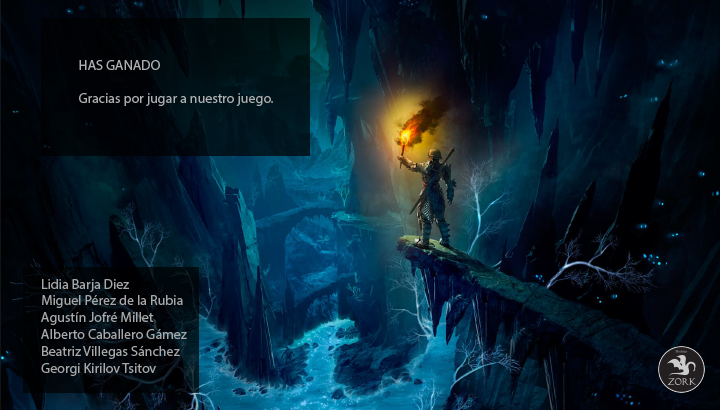 HAS GANADO
Gracias por jugar a nuestro juego.
Lidia Barja Diez
Miguel Pérez de la Rubia
Agustín Jofré Millet
Alberto Caballero Gámez
Beatriz Villegas Sánchez
Georgi Kirilov Tsitov
ZORK